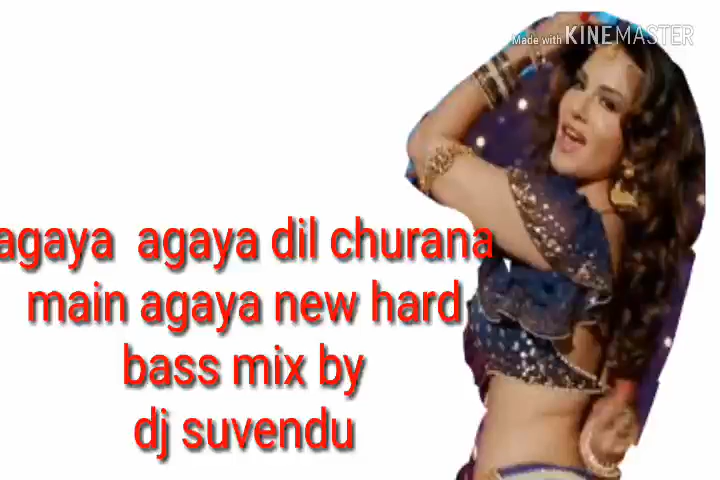 Made with KINEMASTER
agaya agaya dil churana
main agaya new hard
bass mix by
dj suvendu